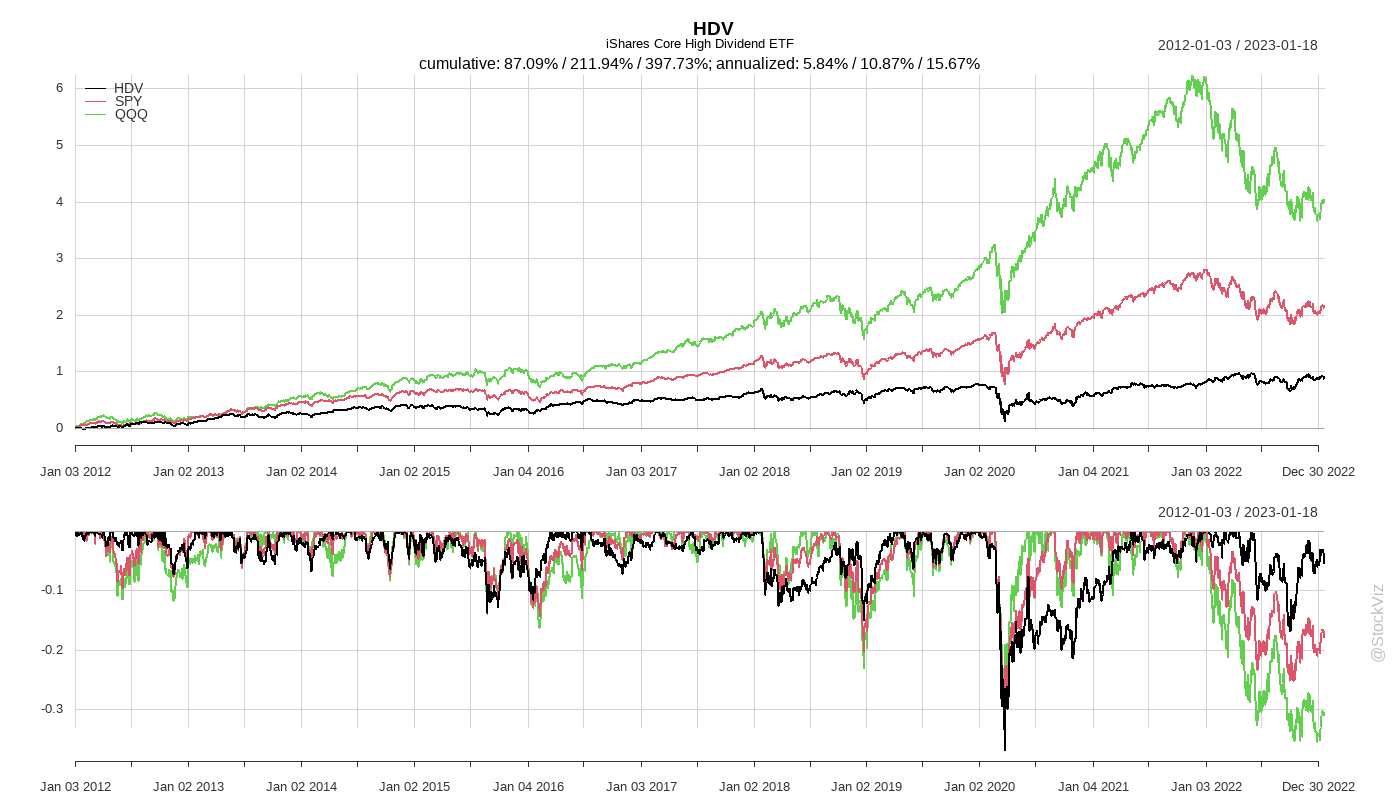 HDV
iShares Core High Dividend ETF
2012-01-03 / 2023-01-18
cumulative: 87.09% / 211.94% / 397.73%; annualized: 5.84% / 10.87% / 15.67%
HDV
SPY
QQQ
6
5
4
3
2
1
0
Jan 03 2012 Jan 02 2013 Jan 02 2014 Jan 02 2015 Jan 04 2016 Jan 03 2017 Jan 02 2018 Jan 02 2019 Jan 02 2020 Jan 04 2021 Jan 03 2022 Dec 30 2022
2012-01-03 / 2023-01-18
-0.1
-0.2
-0.3
Jan 03 2012 Jan 02 2013 Jan 02 2014 Jan 02 2015 Jan 04 2016 Jan 03 2017 Jan 02 2018 Jan 02 2019 Jan 02 2020 Jan 04 2021 Jan 03 2022 Dec 30 2022
@StockViz